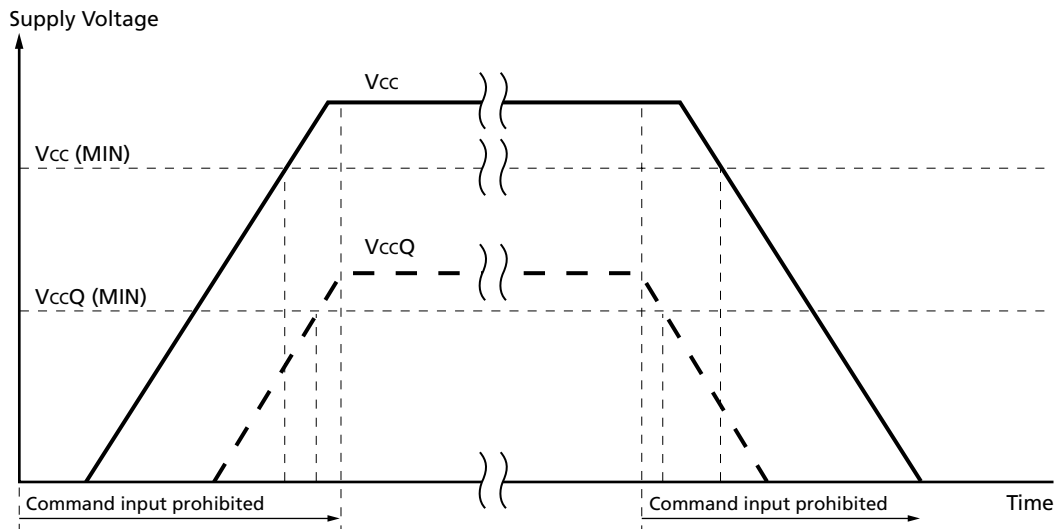 Supply Voltage
Vcc
Vcc (MIN)
VccQ
VccQ (MIN)
Command input prohibited
Command input prohibited
Time